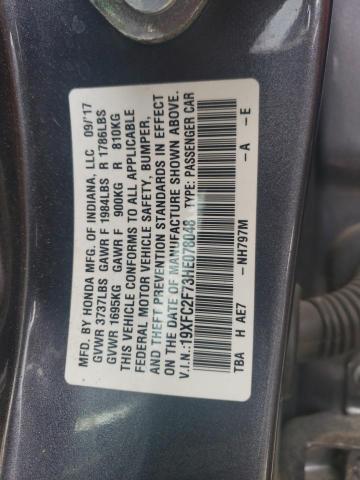 MFD. BY HONDA MFG. OF INDIANA, LLC 09/'17
GVWR 3737LBS GAWR F 1984LBS R 1786LBS
GVWR 1695KG GAWR F 900KG R 810KG
THIS VEHICLE CONFORMS TO ALL APPLICABLE
FEDERAL MOTOR VEHICLE SAFETY, BUMPER,
AND THEFT PREVENTION STANDARDS IN EFFECT
ON THE DATE OF MANUFACTURE SHOWN ABOVE.
V.I.N.:19XFC2F73HE078048 TYPE: PASSENGER CAR
TBA H AE7 -NH797M -A -E